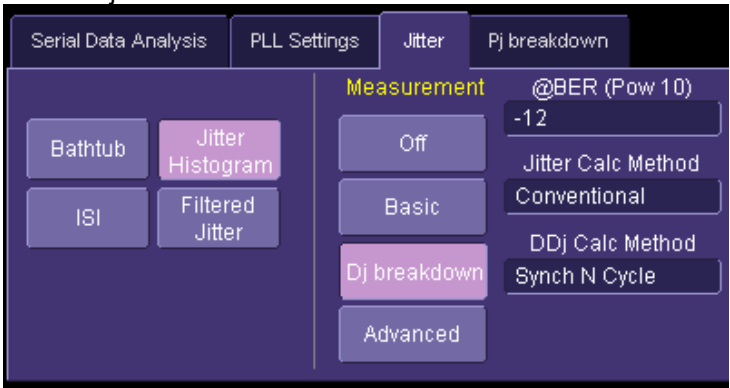 Serial Data Analysis
PLL Settings
Jitter
Pj breakdown
Bathtub
Jitter
Histogram
ISI
Filtered
Jitter
Measurement
Off
Basic
Dj breakdown
Advanced
@BER (Pow 10)
-12
Jitter Calc Method
Conventional
DDj Calc Method
Synch N Cycle